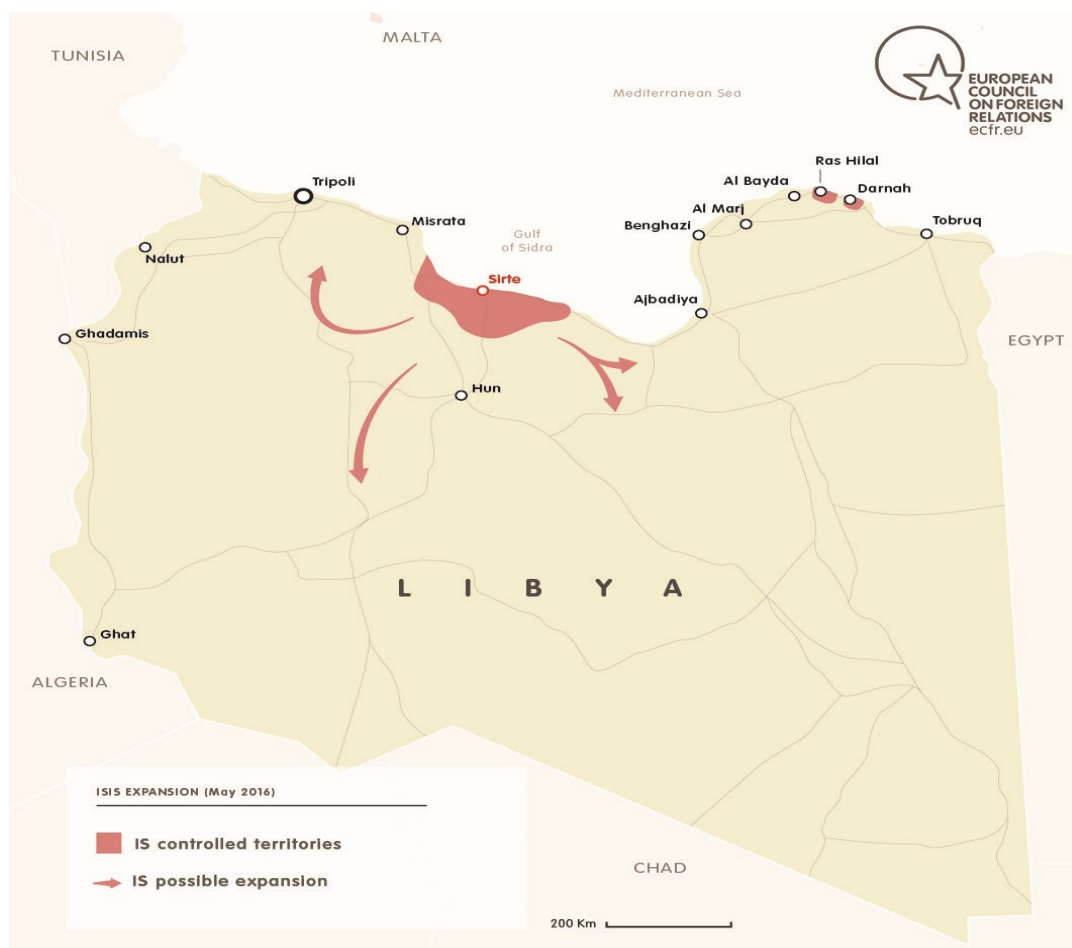 TUNISIA
MALTA
Mediterranean Sea
EUROPEAN
COUNCIL
ON FOREIGN
RELATIONS
ecfr.eu
Ras Hilal
Tripoli
Al Bayda
Darnah
Al Marj
Misrata
Benghazi
Tobruq
Gulf
of Sidra
Nalut
Sirte
Ajbadiya
Ghadamis
EGYPT
Hun
LIBYA
Ghat
ALGERIA
ISIS EXPANSION (May 2016)
IS controlled territories
IS possible expansion
CHAD
200 Km